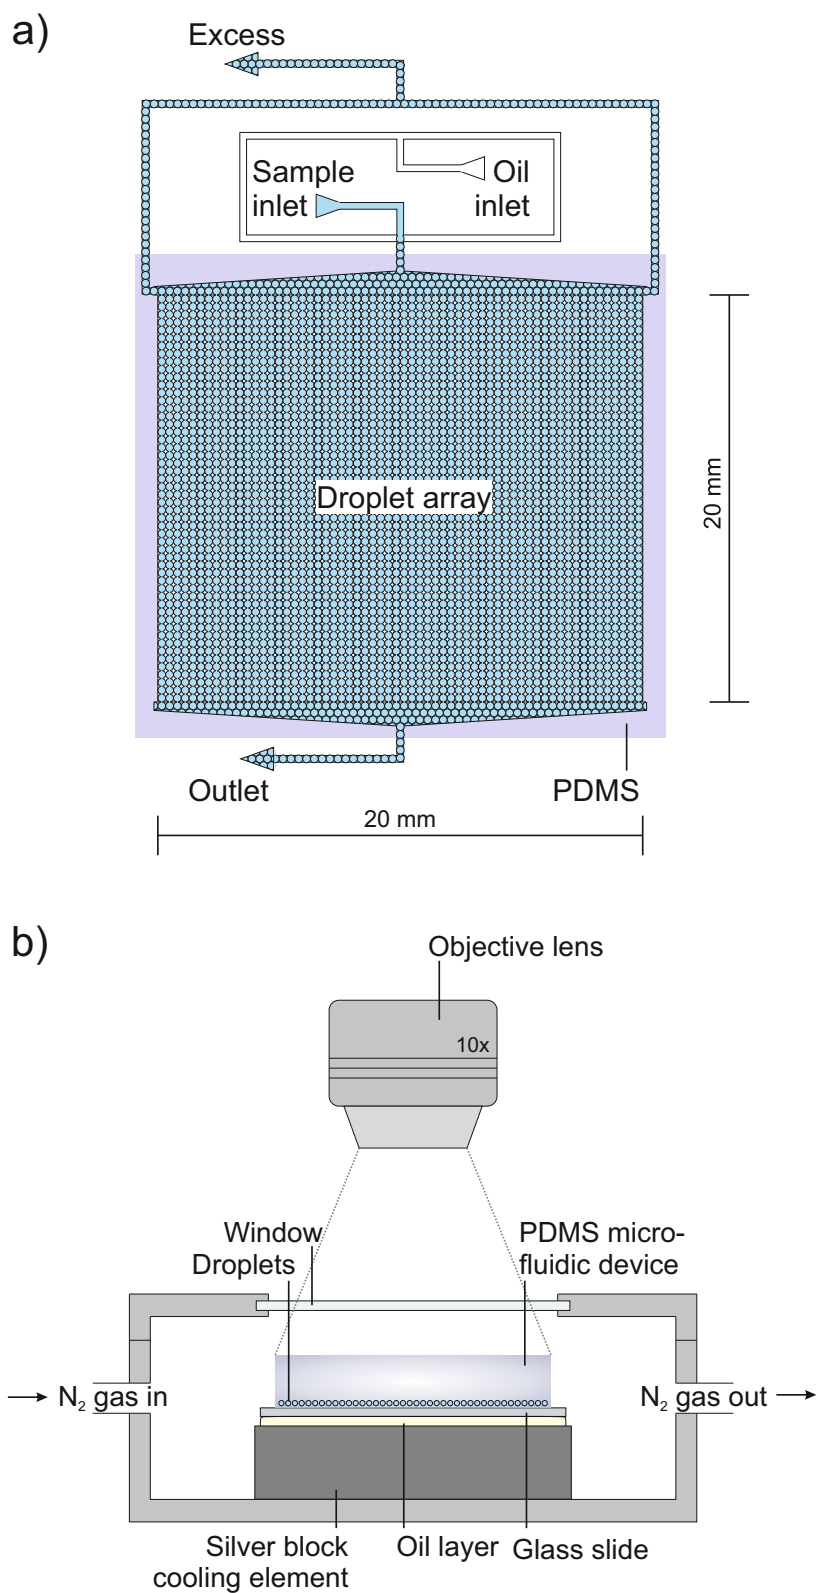 a)
Excess
Sample
inlet
Oil
inlet
Droplet array
20 mm
Outlet
PDMS
20 mm
b)
Objective lens
10x
Window
Droplets
PDMS micro-
fluidic device
N₂ gas in
N₂ gas out
Silver block
cooling element
Oil layer
Glass slide